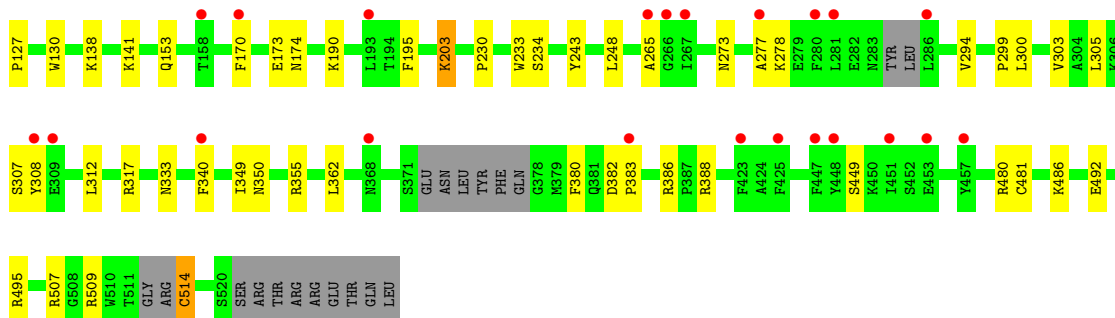 P127 W130 K138 K141 Q153 T158 F170 E173 N174 K190 L193 T194 F195 K203 P230 W233 S234 Y243 L248 A265 G266 I267 N273 A277 K278 E279 F280 L281 E282 N283 TYR LEU L286 V294 P299 L300 V303 A304 L305 K306
S307 Y308 E309 L312 R317 N333 F340 I349 N350 R355 L362 N368 S371 GLU ASN LEU TYR PHE GLN G378 M379 F380 Q381 D382 P383 R386 P387 R388 F423 A424 F425 F447 Y448 S449 K450 I451 S452 E453 Y457 R480 C481 K486 E492
R495 R507 G508 R509 W510 T511 GLY ARG C514 S520 SER ARG THR ARG ARG GLU THR GLN LEU